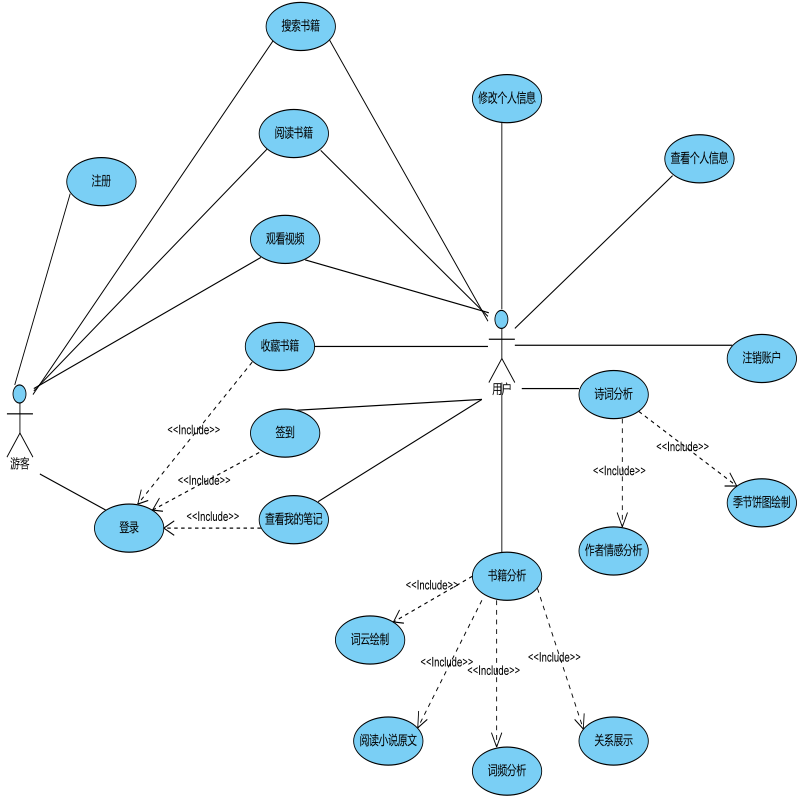 搜索书籍
修改个人信息
阅读书籍
查看个人信息
注册
观看视频
收藏书籍
注销账户
用户
诗词分析
<<Include>>
签到
<<Include>>
游客
<<Include>>
<<Include>>
季节饼图绘制
<<Include>>
查看我的笔记
登录
作者情感分析
书籍分析
<<Include>>
词云绘制
<<Include>>
<<Include>>
<<Include>>
阅读小说原文
关系展示
词频分析